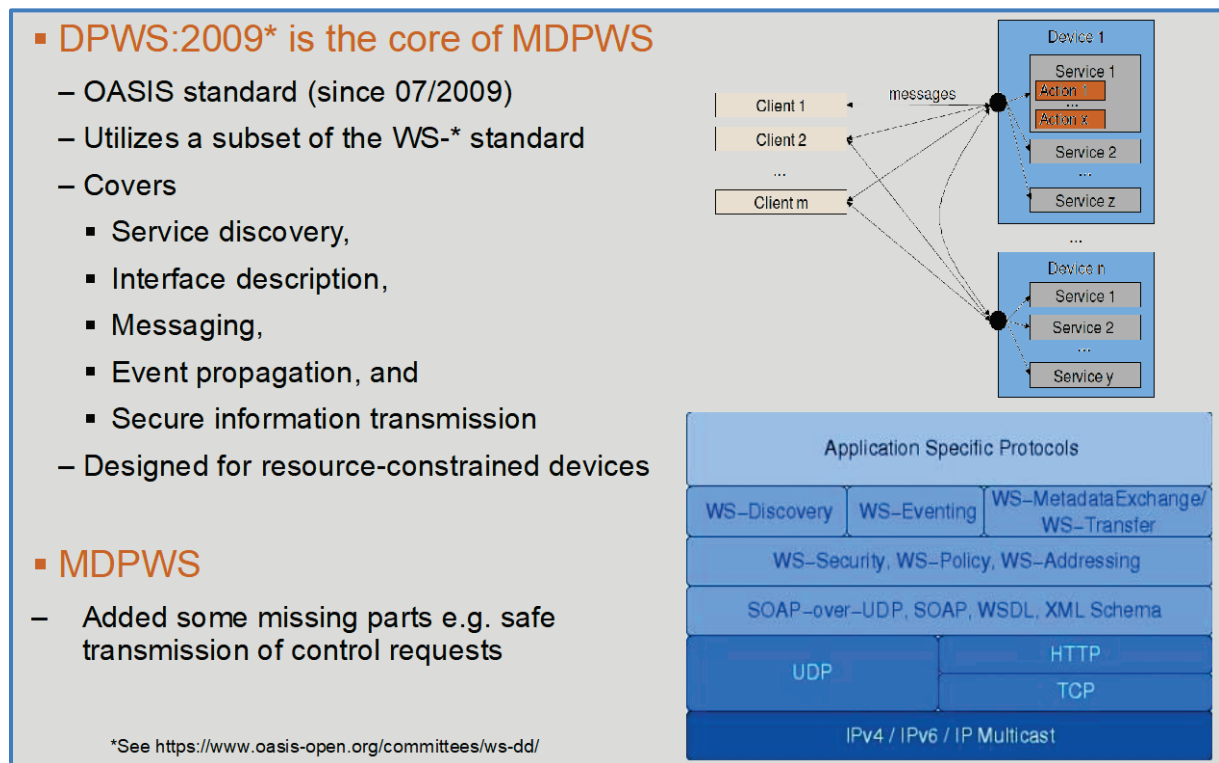 ▪ DPWS:2009* is the core of MDPWS
– OASIS standard (since 07/2009)
– Utilizes a subset of the WS-* standard
– Covers
▪ Service discovery,
▪ Interface description,
▪ Messaging,
▪ Event propagation, and
▪ Secure information transmission
– Designed for resource-constrained devices
▪ MDPWS
– Added some missing parts e.g. safe
transmission of control requests
*See https://www.oasis-open.org/committees/ws-dd/
Client 1
Client 2
...
Client m
messages
Device 1
Service 1
Action 1
...
Action x
Service 2
...
Service z
...
Device n
Service 1
Service 2
...
Service y
Application Specific Protocols
WS–Discovery
WS–Eventing
WS–MetadataExchange/
WS–Transfer
WS–Security, WS–Policy, WS–Addressing
SOAP–over–UDP, SOAP, WSDL, XML Schema
UDP
HTTP
TCP
IPv4 / IPv6 / IP Multicast